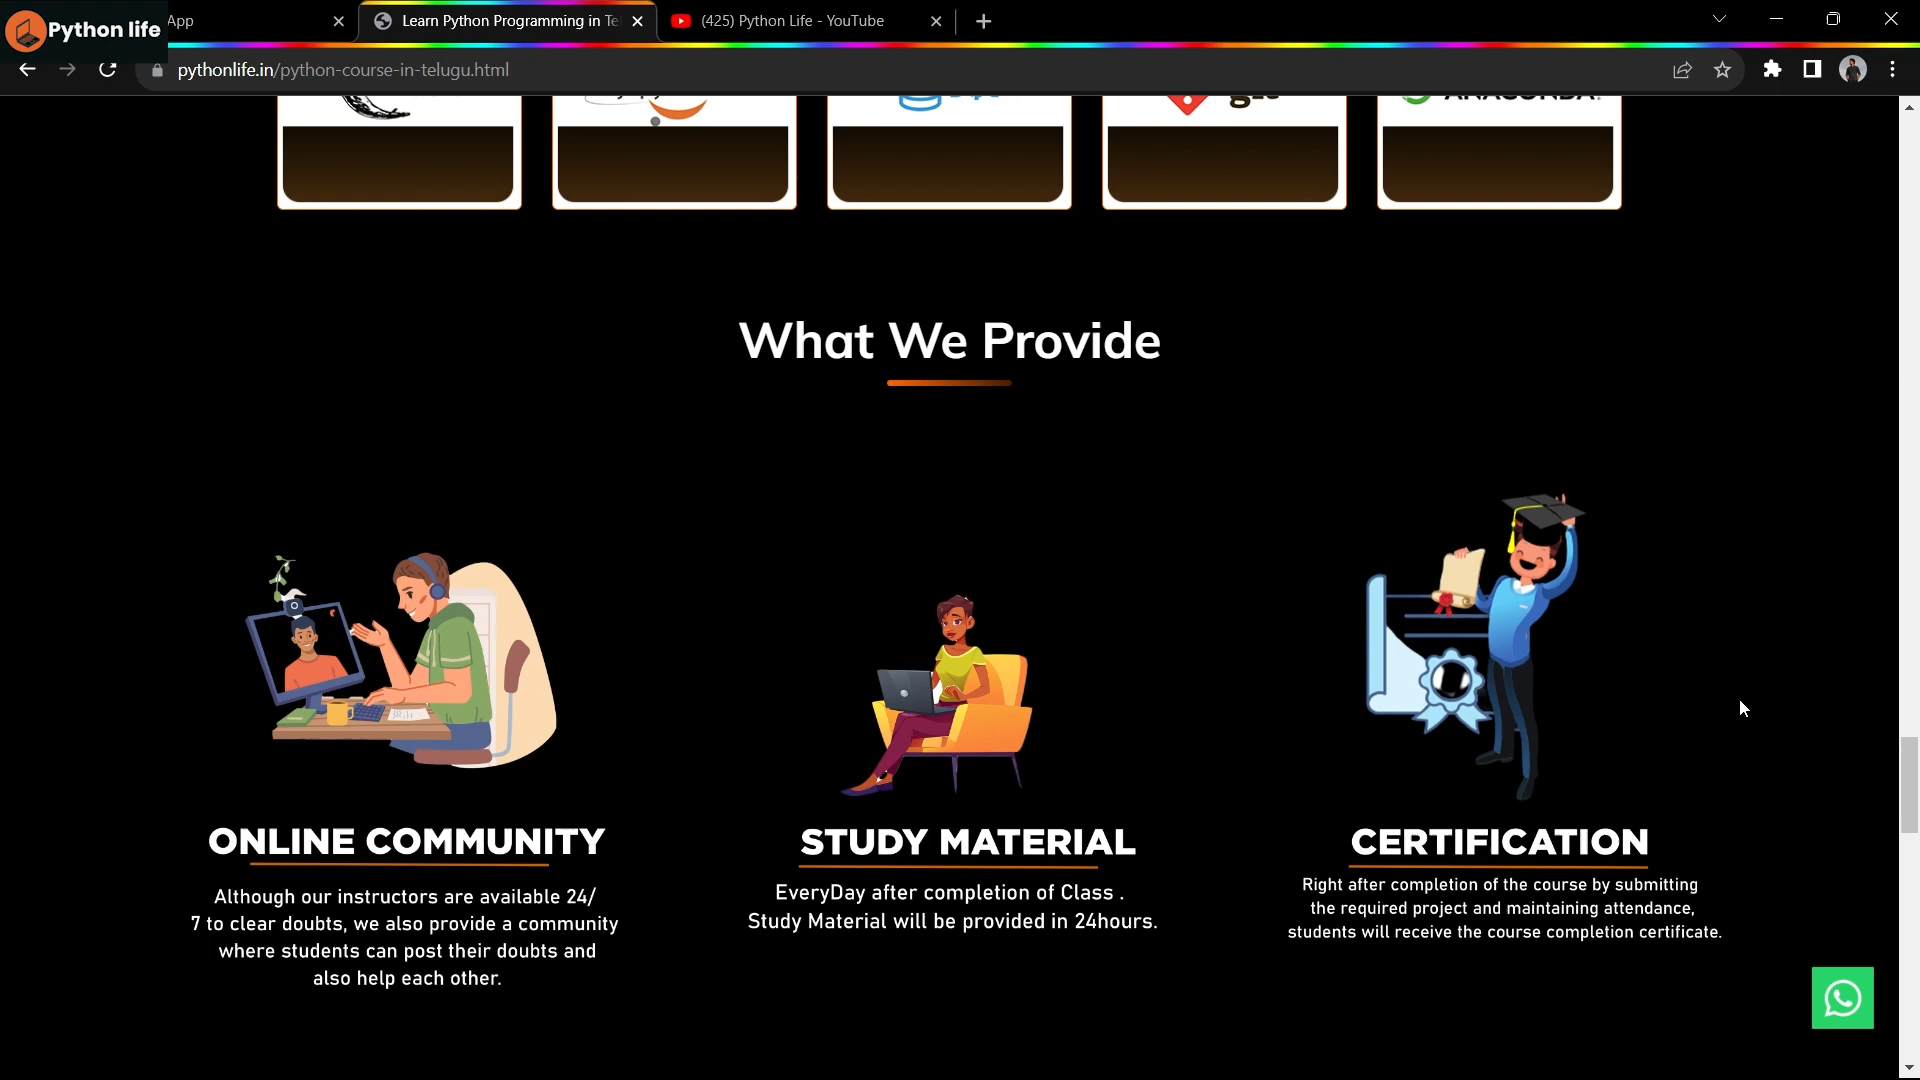 Python life
App
Learn Python Programming in Te
(425) Python Life - YouTube
pythonlife.in/python-course-in-telugu.html
ANACONDA.
What We Provide
ONLINE COMMUNITY
Although our instructors are available 24/
7 to clear doubts, we also provide a community
where students can post their doubts and
also help each other.
STUDY MATERIAL
EveryDay after completion of Class .
Study Material will be provided in 24hours.
CERTIFICATION
Right after completion of the course by submitting
the required project and maintaining attendance,
students will receive the course completion certificate.